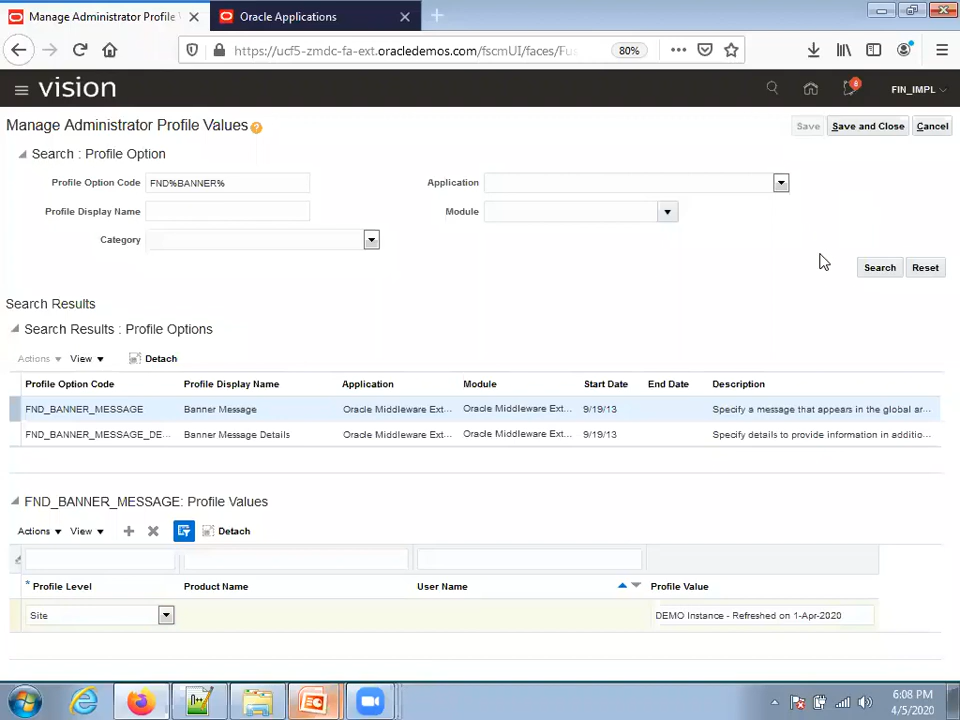 Manage Administrator Profile
Oracle Applications
https://ucf5-zmdc-fa-ext.oracledemos.com/fscmUI/faces/Fu
80%
vision
6
FIN_IMPL
Manage Administrator Profile Values
Save
Save and Close
Cancel
Search : Profile Option
Profile Option Code
FND%BANNER%
Application
Profile Display Name
Module
Category
Search
Reset
Search Results
Search Results : Profile Options
Actions
View
Detach
Profile Option Code
Profile Display Name
Application
Module
Start Date
End Date
Description
FND_BANNER_MESSAGE
Banner Message
Oracle Middleware Ext...
Oracle Middleware Ext...
9/19/13
Specify a message that appears in the global ar...
FND_BANNER_MESSAGE_DE...
Banner Message Details
Oracle Middleware Ext...
Oracle Middleware Ext...
9/19/13
Specify details to provide information in additio...
FND_BANNER_MESSAGE: Profile Values
Actions
View
Detach
* Profile Level
Product Name
User Name
Profile Value
Site
DEMO Instance - Refreshed on 1-Apr-2020
6:08 PM
4/5/2020